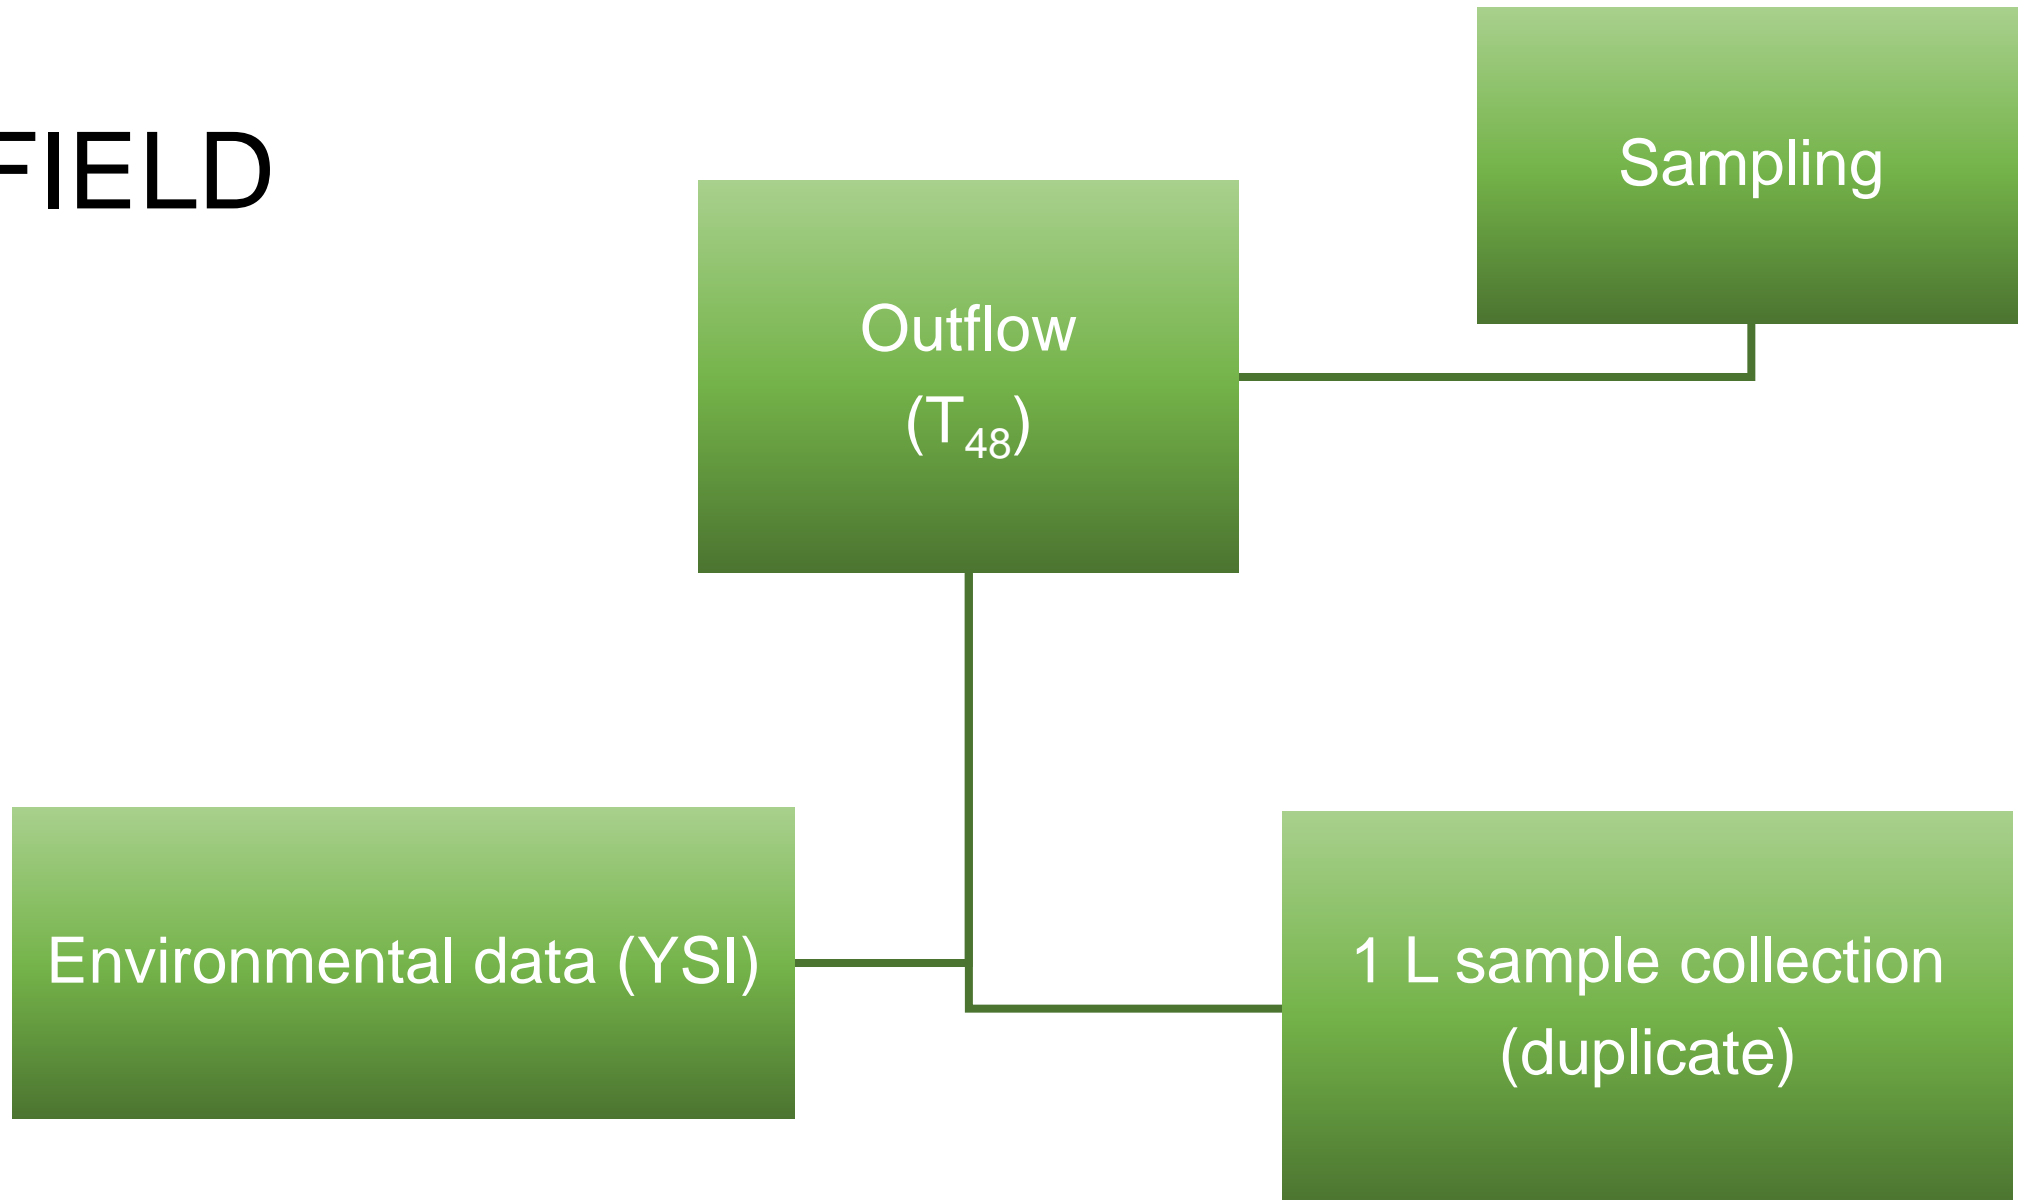 FIELD
Sampling
Outflow
(T₄₈)
Environmental data (YSI)
1 L sample collection
(duplicate)